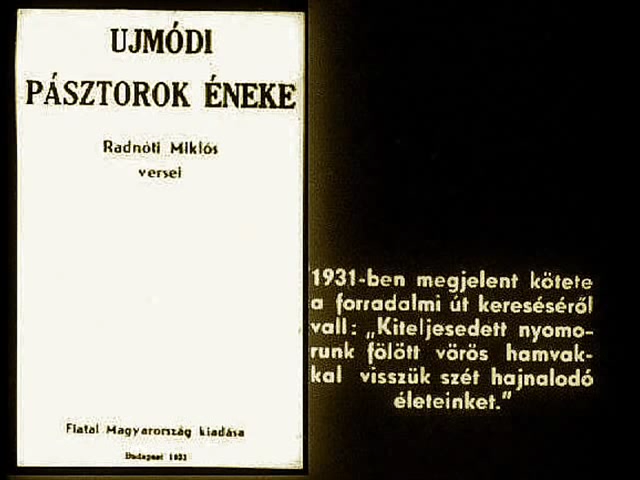 UJMÓDI
PÁSZTOROK ÉNEKE
Radnóti Miklós
versei
Fiatal Magyarország kiadása
Budapest
1931-ben megjelent kötete
a forradalmi út kereséséről
vall: „Kiteljesedett nyomo-
runk fölött vörös hamvak-
kal visszük szét hajnalodó
életeinket.”